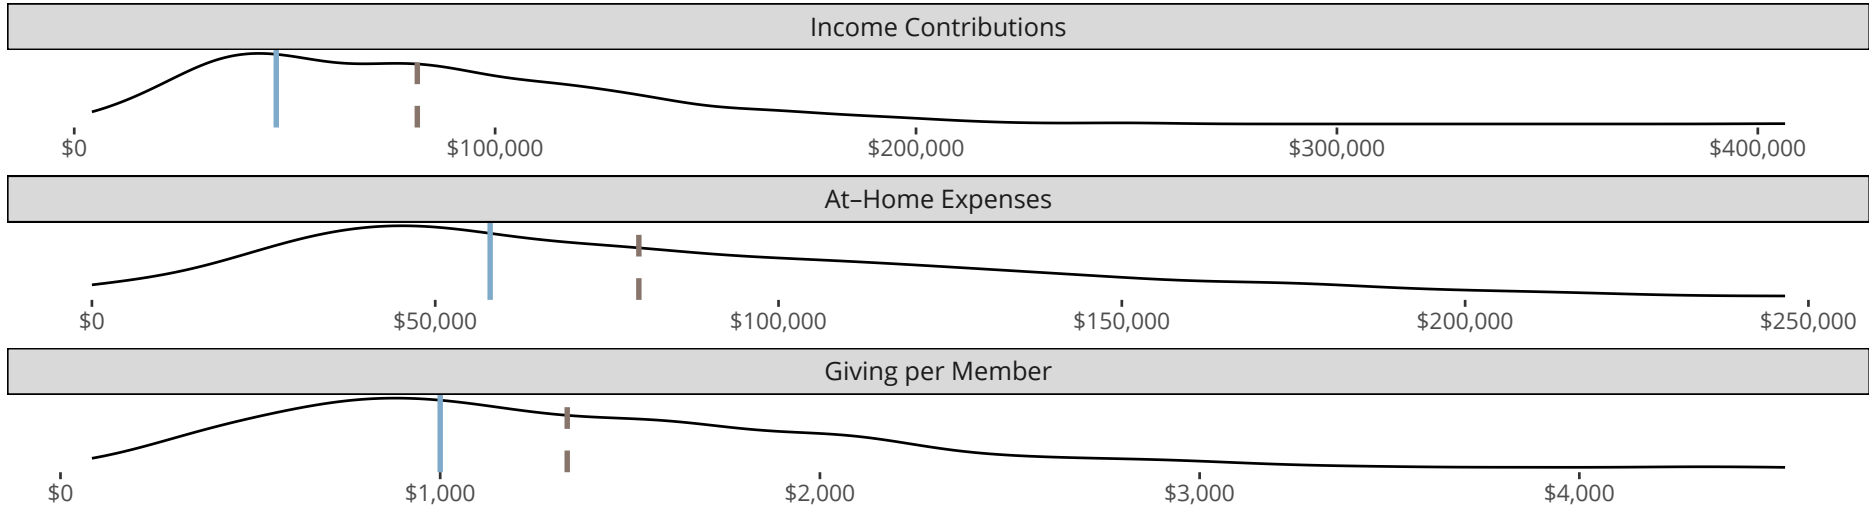 Income Contributions
$0 $100,000 $200,000 $300,000 $400,000
At–Home Expenses
$0 $50,000 $100,000 $150,000 $200,000 $250,000
Giving per Member
$0 $1,000 $2,000 $3,000 $4,000